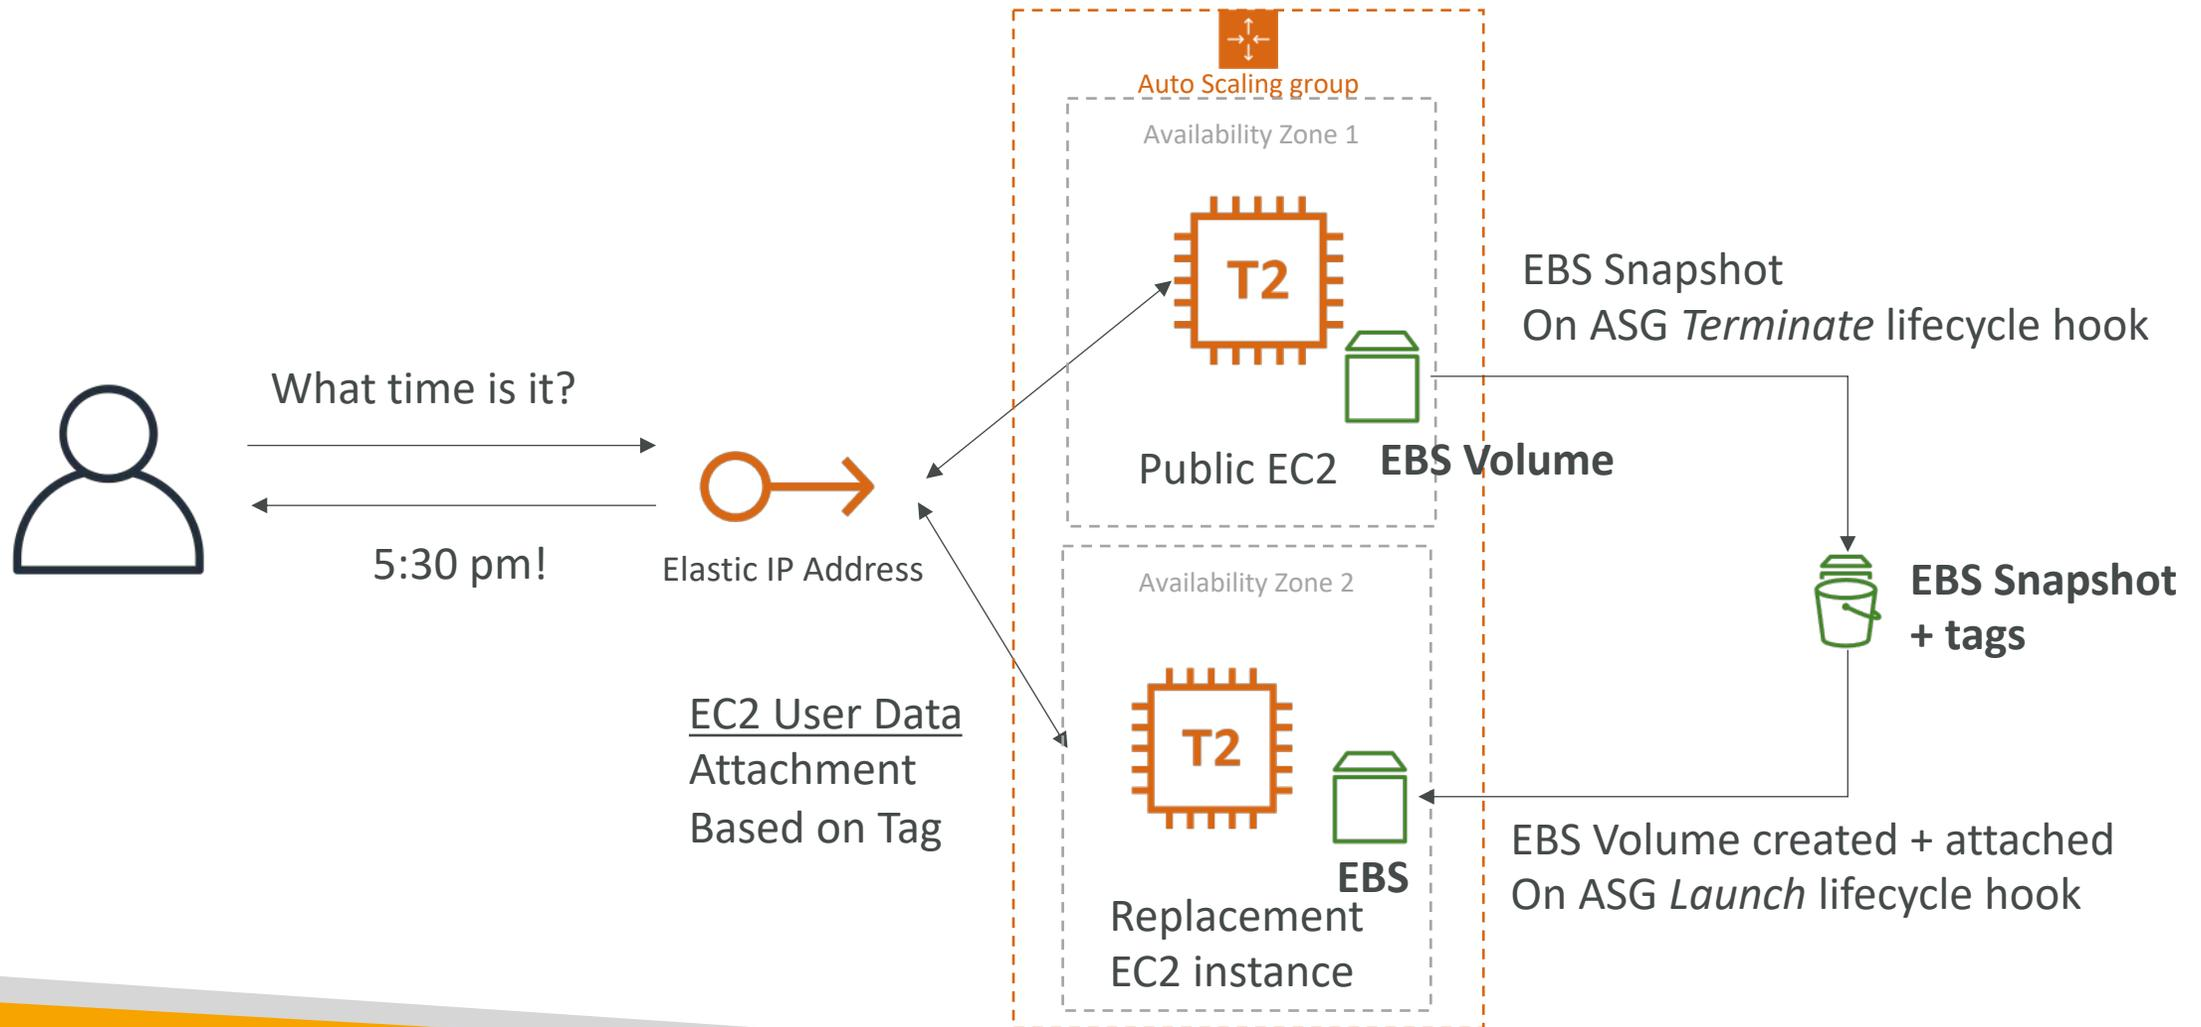 Auto Scaling group
Availability Zone 1
T2
EBS Snapshot
On ASG Terminate lifecycle hook
What time is it?
Public EC2
EBS Volume
5:30 pm!
Elastic IP Address
Availability Zone 2
EBS Snapshot
+ tags
EC2 User Data
Attachment
Based on Tag
T2
EBS
Replacement
EC2 instance
EBS Volume created + attached
On ASG Launch lifecycle hook